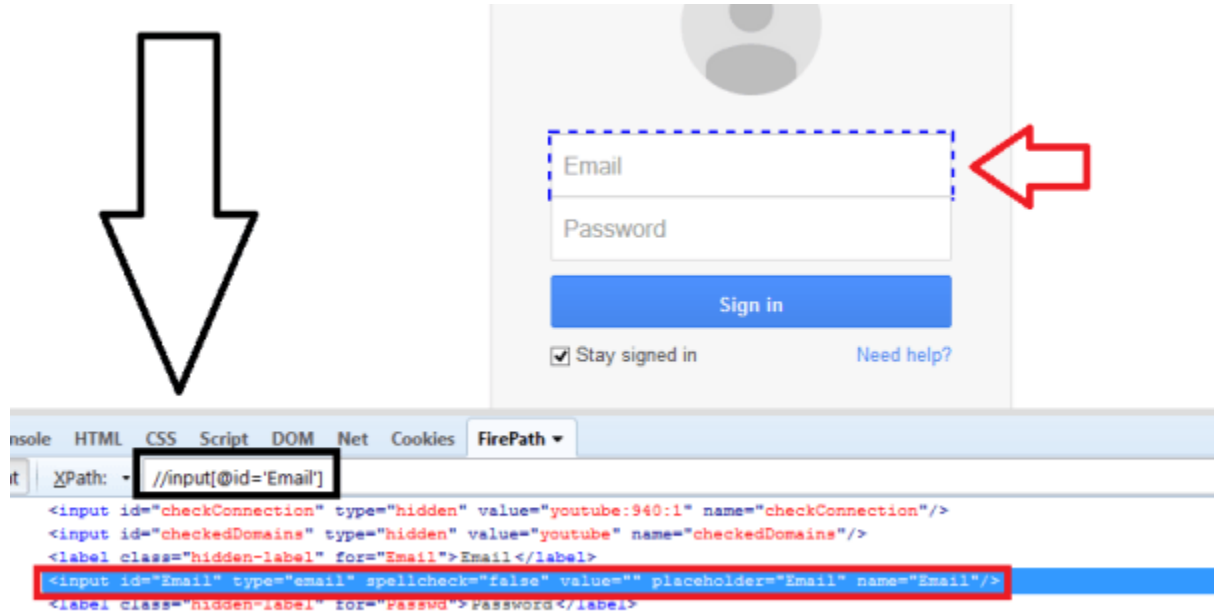 Email
Password
Sign in
Stay signed in Need help?
nsole HTML CSS Script DOM Net Cookies FirePath
t XPath: //input[@id='Email']
<input id="checkConnection" type="hidden" value="youtube:940:1" name="checkConnection"/>
<input id="checkedDomains" type="hidden" value="youtube" name="checkedDomains"/>
<label class="hidden-label" for="Email">Email</label>
<input id="Email" type="email" spellcheck="false" value="" placeholder="Email" name="Email"/>
<label class="hidden-label" for="Passwd">Password</label>